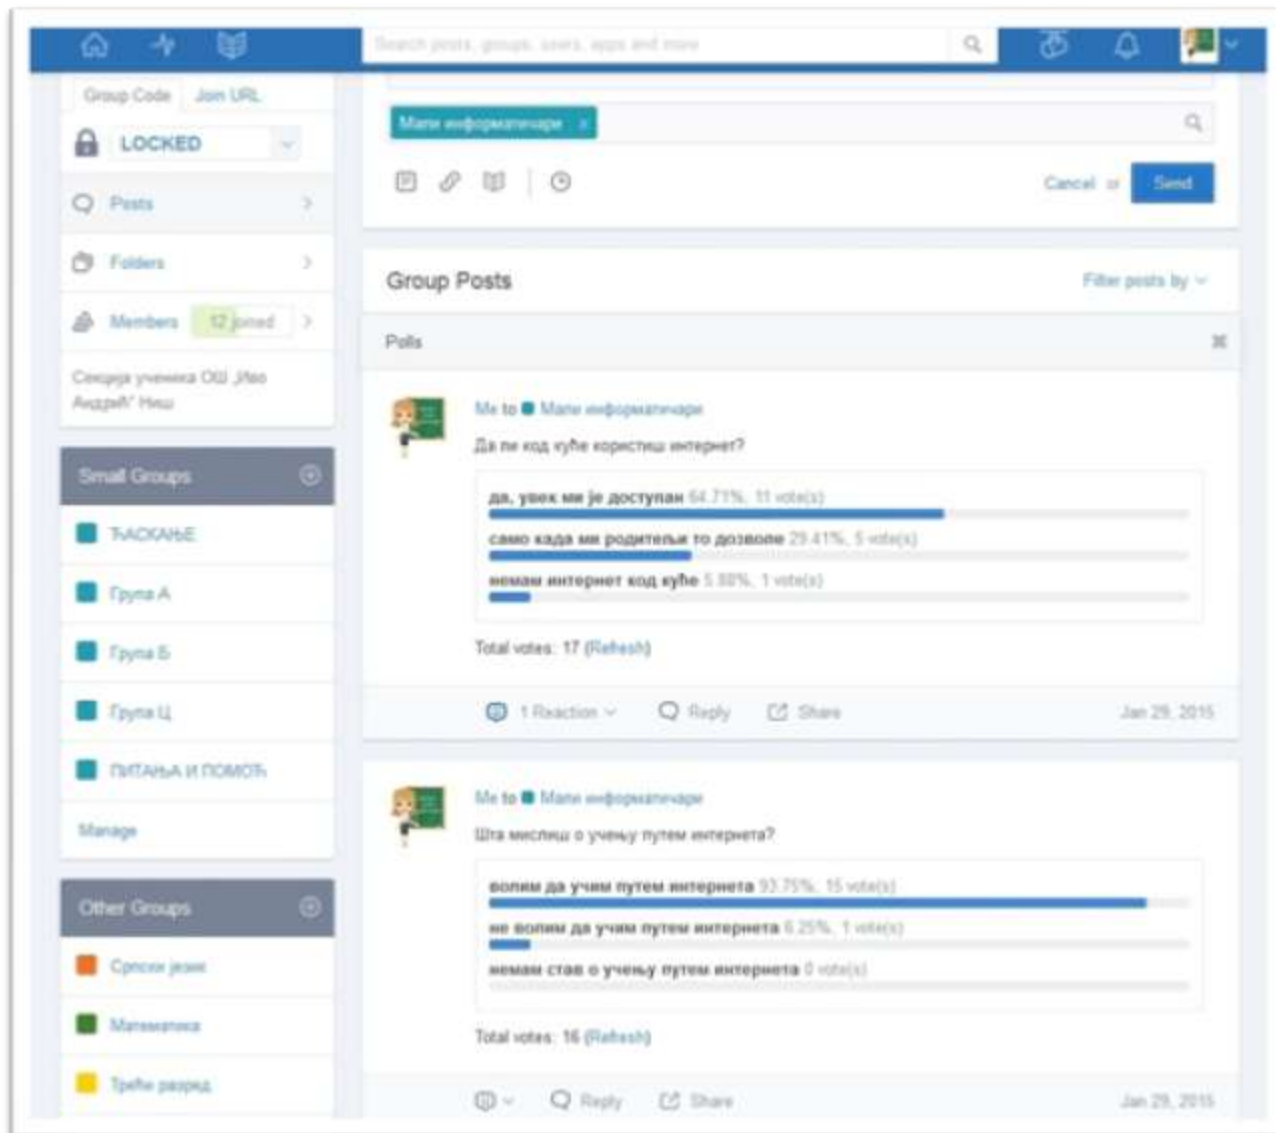 Search posts, groups, users, apps and more
Group Code Join URL
LOCKED
Posts
Folders
Members 12 joined
Секција ученика ОШ „Иво
Андрић“ Ниш
Small Groups
ЋАСКАЊЕ
Група А
Група Б
Група Ц
ПИТАЊА И ПОМОЋ
Manage
Other Groups
Српски језик
Математика
Трећи разред
Мали информатичари x
Cancel or Send
Group Posts
Filter posts by
Polls
Me to Мали информатичари
Да ли код куће користиш интернет?
да, увек ми је доступан 64.71%, 11 vote(s)
само када ми родитељи то дозволе 29.41%, 5 vote(s)
немам интернет код куће 5.88%, 1 vote(s)
Total votes: 17 (Refresh)
1 Reaction Reply Share Jan 29, 2015
Me to Мали информатичари
Шта мислиш о учењу путем интернета?
волим да учим путем интернета 93.75%, 15 vote(s)
не волим да учим путем интернета 6.25%, 1 vote(s)
немам став о учењу путем интернета 0 vote(s)
Total votes: 16 (Refresh)
Reply Share Jan 29, 2015